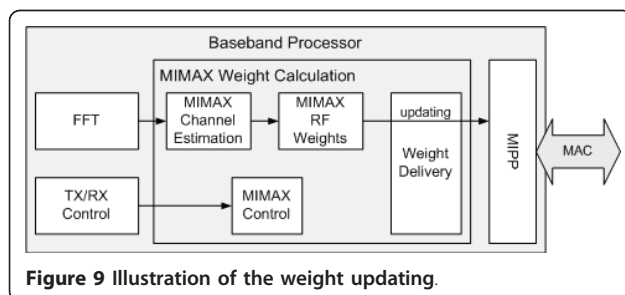 Baseband Processor
MIMAX Weight Calculation
FFT
MIMAX
Channel
Estimation
MIMAX
RF
Weights
updating
Weight
Delivery
MIPP
MAC
TX/RX
Control
MIMAX
Control
Figure 9 Illustration of the weight updating.